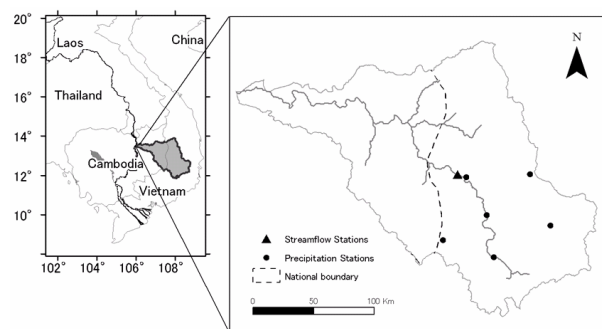 20°
18°
16°
14°
12°
10°
102° 104° 106° 108°
Laos
China
Thailand
Cambodia
Vietnam
N
Streamflow Stations
Precipitation Stations
National boundary
0 50 100 Km